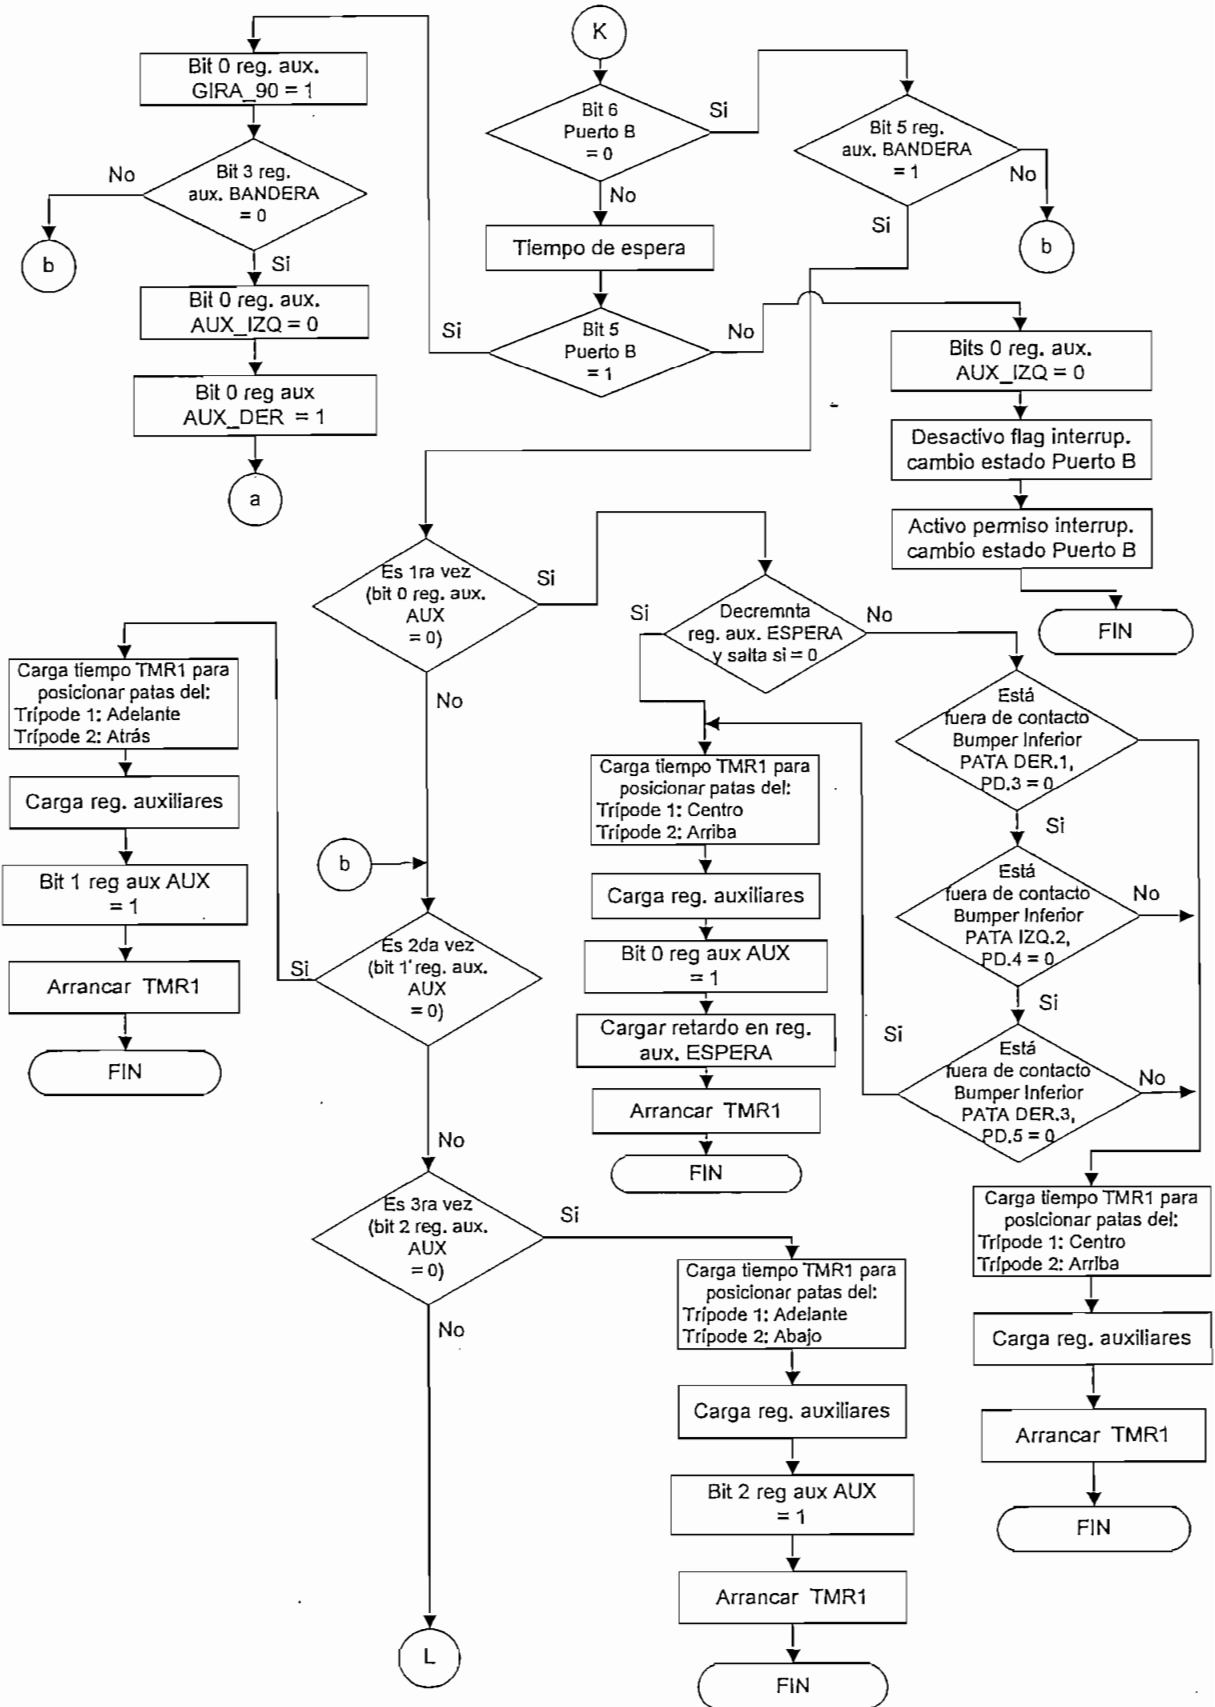 K
Bit 0 reg. aux.
GIRA_90 = 1
Bit 6
Puerto B
= 0
Si
Bit 5 reg.
aux. BANDERA
= 1
No
Bit 3 reg.
aux. BANDERA
= 0
No
No
b
Si
Tiempo de espera
Si
b
Bit 0 reg. aux.
AUX_IZQ = 0
Si
Bit 5
Puerto B
= 1
No
Bits 0 reg. aux.
AUX_IZQ = 0
Bit 0 reg aux
AUX_DER = 1
Desactivo flag interrup.
cambio estado Puerto B
a
Activo permiso interrup.
cambio estado Puerto B
FIN
Es 1ra vez
(bit 0 reg. aux.
AUX
= 0)
Si
No
Si
Decremnta
reg. aux. ESPERA
y salta si = 0
No
Carga tiempo TMR1 para
posicionar patas del:
Trípode 1: Adelante
Trípode 2: Atrás
Carga reg. auxiliares
Bit 1 reg aux AUX
= 1
Arrancar TMR1
FIN
Está
fuera de contacto
Bumper Inferior
PATA DER.1,
PD.3 = 0
Si
Carga tiempo TMR1 para
posicionar patas del:
Trípode 1: Centro
Trípode 2: Arriba
Carga reg. auxiliares
Bit 0 reg aux AUX
= 1
Cargar retardo en reg.
aux. ESPERA
Arrancar TMR1
FIN
Está
fuera de contacto
Bumper Inferior
PATA IZQ.2,
PD.4 = 0
No
Si
b
Es 2da vez
(bit 1 reg. aux.
AUX
= 0)
Si
No
Si
Está
fuera de contacto
Bumper Inferior
PATA DER.3,
PD.5 = 0
No
Es 3ra vez
(bit 2 reg. aux.
AUX
= 0)
Si
No
Carga tiempo TMR1 para
posicionar patas del:
Trípode 1: Centro
Trípode 2: Arriba
Carga reg. auxiliares
Arrancar TMR1
FIN
Carga tiempo TMR1 para
posicionar patas del:
Trípode 1: Adelante
Trípode 2: Abajo
Carga reg. auxiliares
Bit 2 reg aux AUX
= 1
Arrancar TMR1
FIN
L